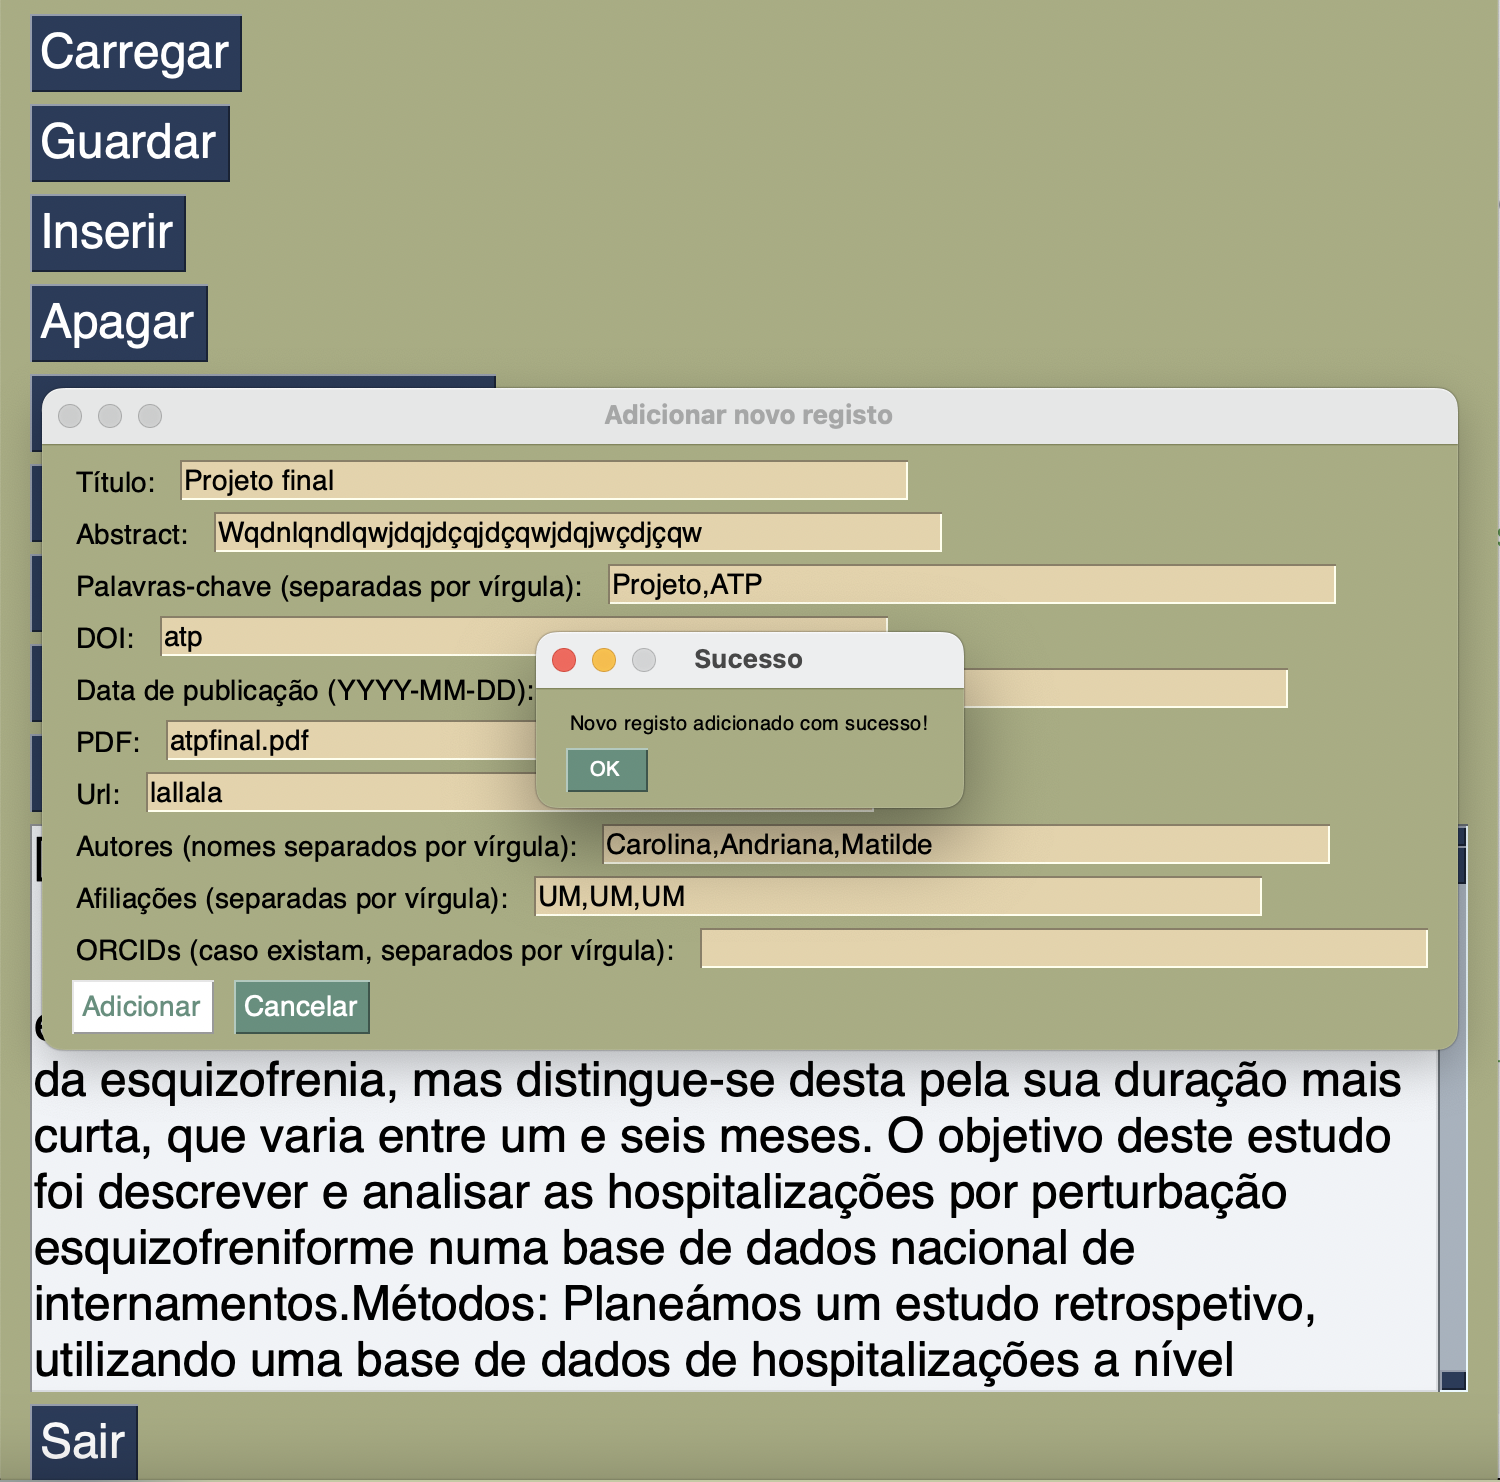 Carregar
Guardar
Inserir
Apagar
Adicionar novo registo
Título: Projeto final
Abstract: Wqdnlqndlqwjdqjdçqjdçqwjdqjwçdjçqw
Palavras-chave (separadas por vírgula): Projeto,ATP
DOI: atp
Sucesso
Data de publicação (YYYY-MM-DD):
Novo registo adicionado com sucesso!
PDF: atpfinal.pdf
OK
Url: lallala
Autores (nomes separados por vírgula): Carolina,Andriana,Matilde
Afiliações (separadas por vírgula): UM,UM,UM
ORCIDs (caso existam, separados por vírgula):
Adicionar Cancelar
da esquizofrenia, mas distingue-se desta pela sua duração mais
curta, que varia entre um e seis meses. O objetivo deste estudo
foi descrever e analisar as hospitalizações por perturbação
esquizofreniforme numa base de dados nacional de
internamentos.Métodos: Planeámos um estudo retrospetivo,
utilizando uma base de dados de hospitalizações a nível
Sair